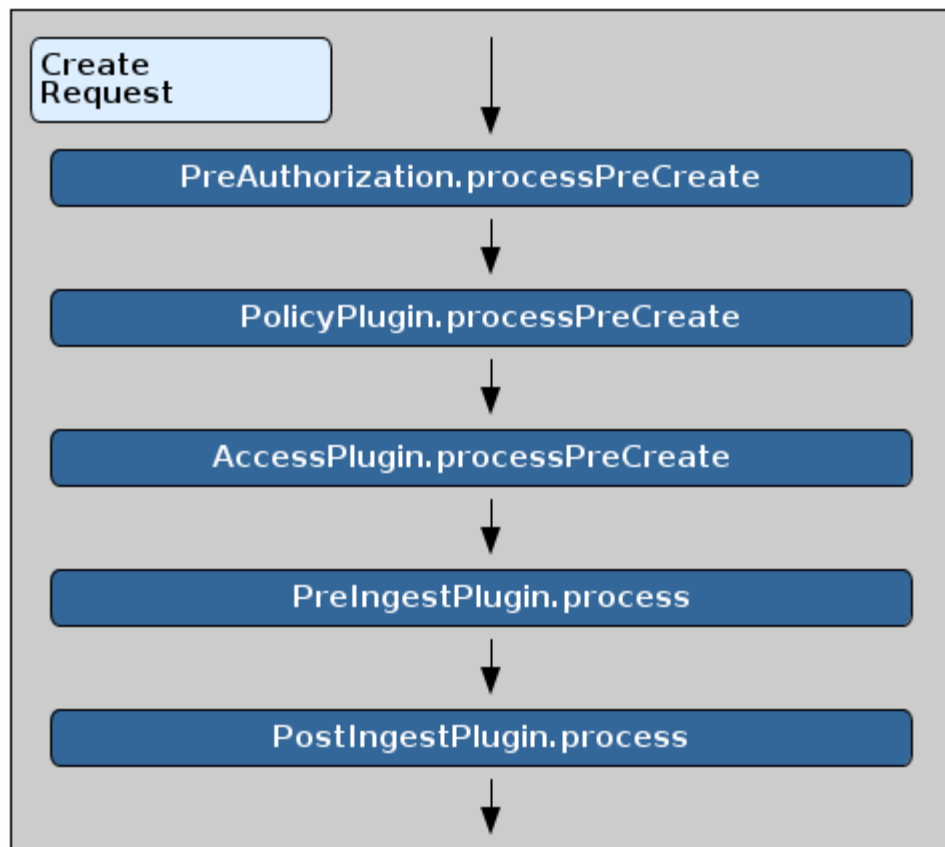 Create
Request
PreAuthorization.processPreCreate
PolicyPlugin.processPreCreate
AccessPlugin.processPreCreate
PreIngestPlugin.process
PostIngestPlugin.process